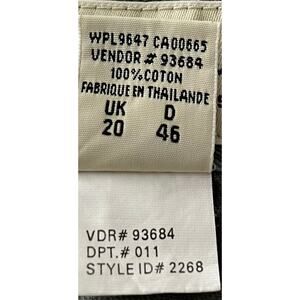 WPL9647 CA00665
VENDOR # 93684
100% COTON
FABRIQUE EN THAILANDE
UK D
20 46
VDR# 93684
DPT.# 011
STYLE ID# 2268